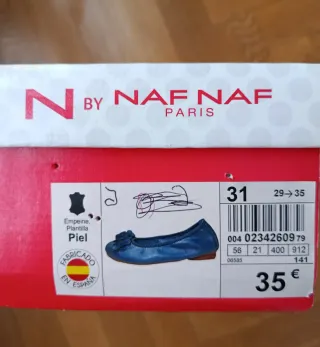 N BY NAF NAF
PARIS
Empeine,
Plantilla
Piel
FABRICADO
EN ESPAÑA
31
29→35
004 02342609 79
58 21 400 912
141
35 €